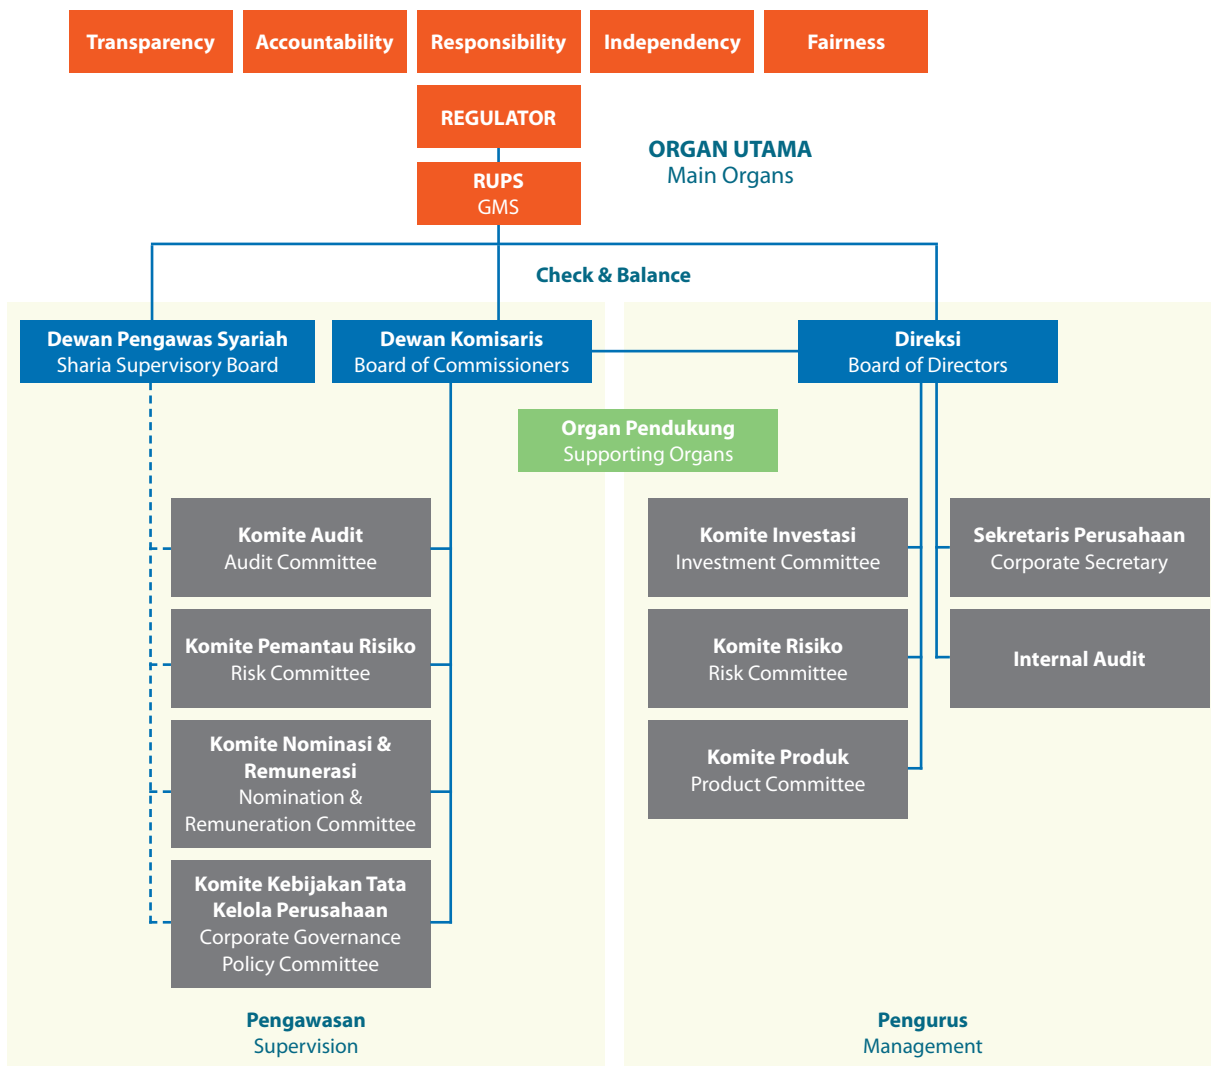 Transparency
Accountability
Responsibility
Independency
Fairness
REGULATOR
ORGAN UTAMA
Main Organs
RUPS
GMS
Check & Balance
Dewan Pengawas Syariah
Sharia Supervisory Board
Dewan Komisaris
Board of Commissioners
Direksi
Board of Directors
Organ Pendukung
Supporting Organs
Komite Audit
Audit Committee
Komite Pemantau Risiko
Risk Committee
Komite Nominasi &
Remunerasi
Nomination &
Remuneration Committee
Komite Kebijakan Tata
Kelola Perusahaan
Corporate Governance
Policy Committee
Komite Investasi
Investment Committee
Komite Risiko
Risk Committee
Komite Produk
Product Committee
Sekretaris Perusahaan
Corporate Secretary
Internal Audit
Pengawasan
Supervision
Pengurus
Management